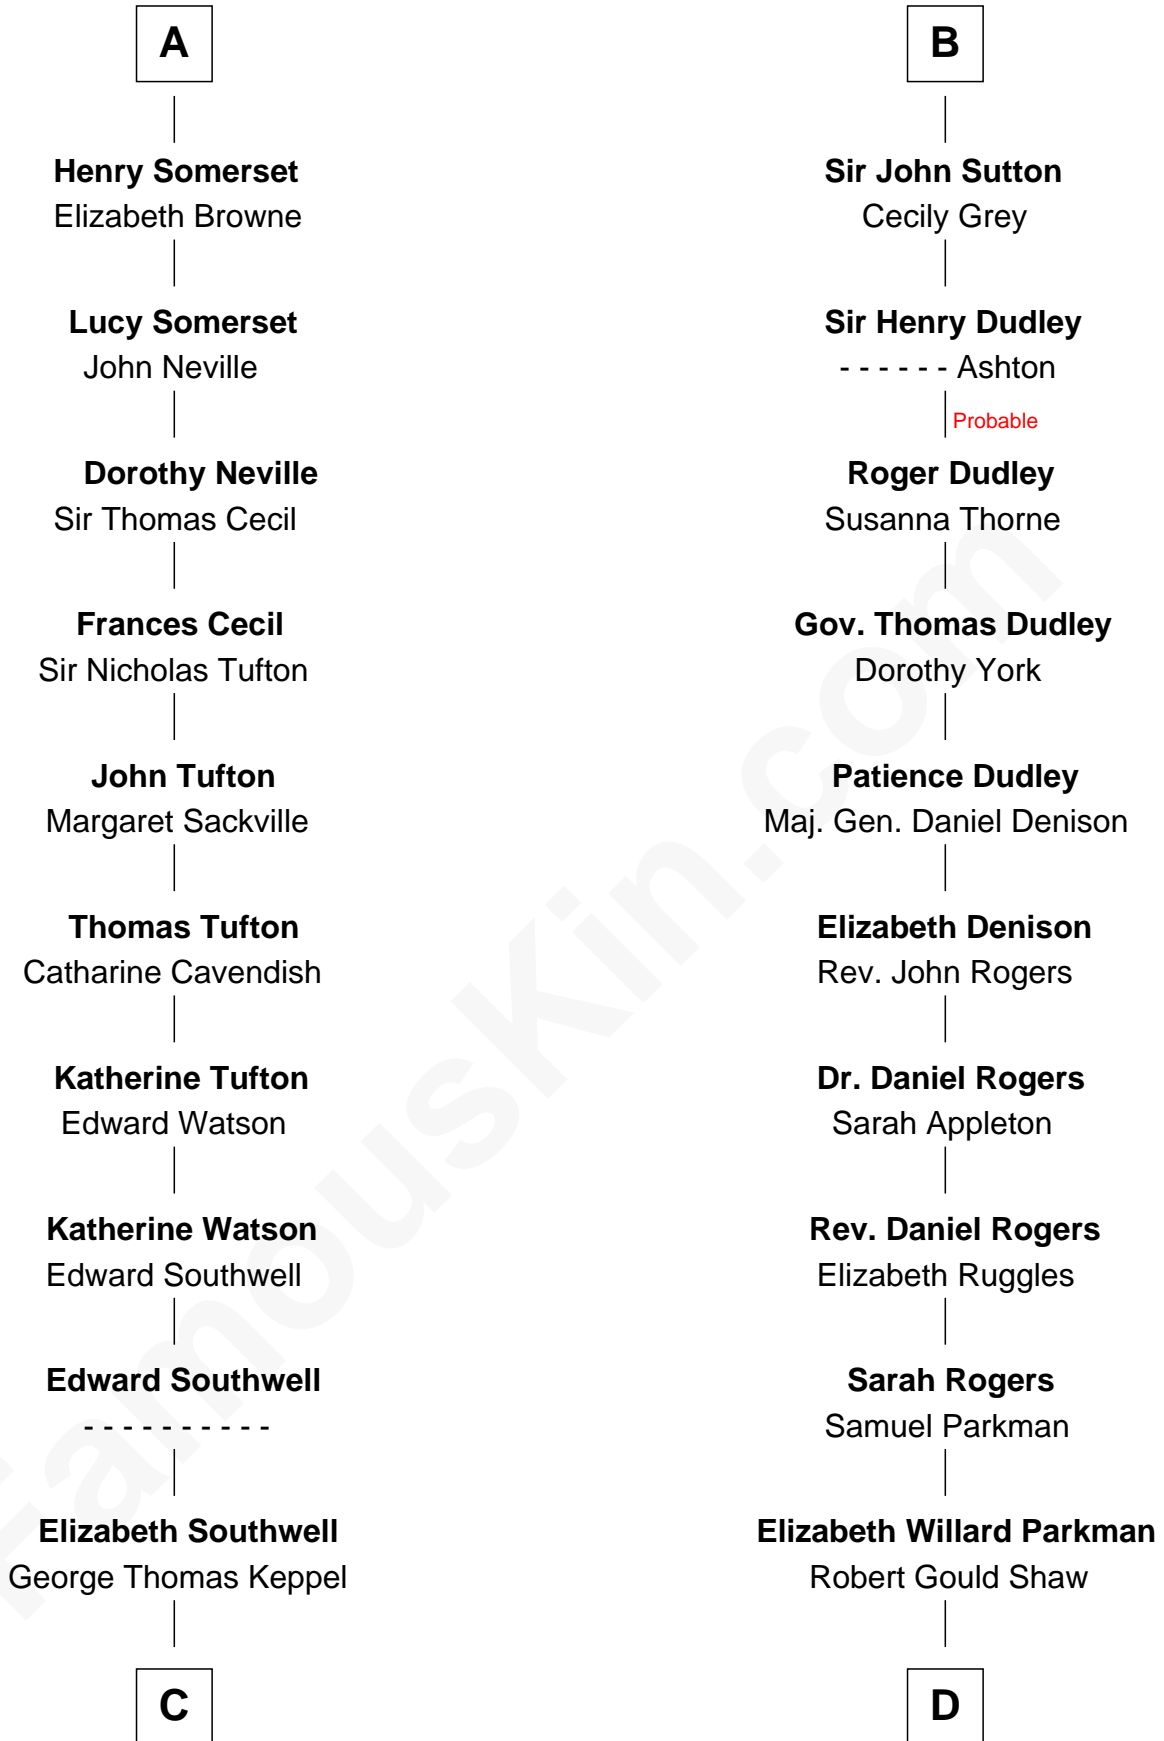 A
Henry Somerset
Elizabeth Browne
Lucy Somerset
John Neville
Dorothy Neville
Sir Thomas Cecil
Frances Cecil
Sir Nicholas Tufton
John Tufton
Margaret Sackville
Thomas Tufton
Catharine Cavendish
Katherine Tufton
Edward Watson
Katherine Watson
Edward Southwell
Edward Southwell
- - - - - - - - - -
Elizabeth Southwell
George Thomas Keppel
C
B
Sir John Sutton
Cecily Grey
Sir Henry Dudley
- - - - - - Ashton
Probable
Roger Dudley
Susanna Thorne
Gov. Thomas Dudley
Dorothy York
Patience Dudley
Maj. Gen. Daniel Denison
Elizabeth Denison
Rev. John Rogers
Dr. Daniel Rogers
Sarah Appleton
Rev. Daniel Rogers
Elizabeth Ruggles
Sarah Rogers
Samuel Parkman
Elizabeth Willard Parkman
Robert Gould Shaw
D
FamousKin.com